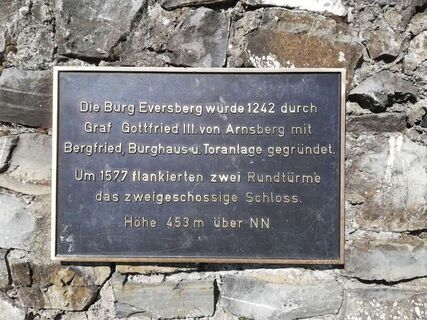 Die Burg Eversberg wurde 1242 durch
Graf Gottfried III. von Arnsberg mit
Bergfried, Burghaus u. Toranlage gegründet.
Um 1577 flankierten zwei Rundtürme
das zweigeschossige Schloss.
Höhe 453 m über NN